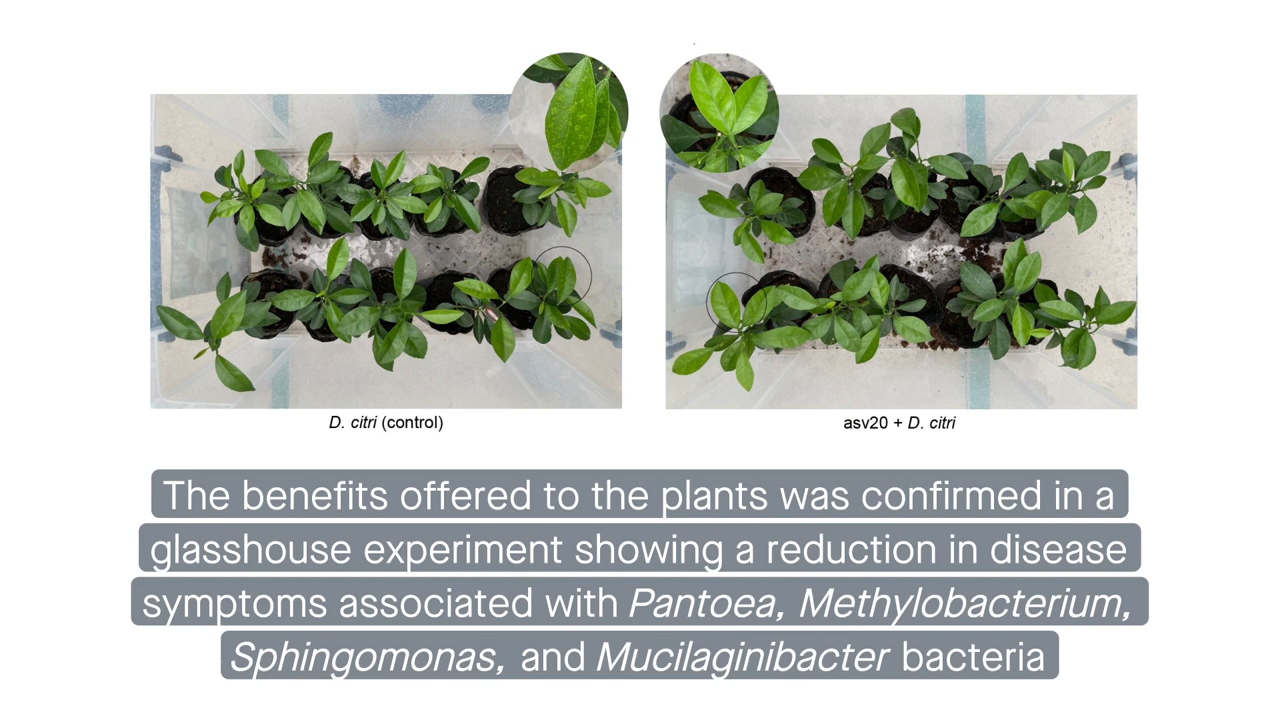 D. citri (control)
asv20 + D. citri
The benefits offered to the plants was confirmed in a
glasshouse experiment showing a reduction in disease
symptoms associated with Pantoea, Methylobacterium,
Sphingomonas, and Mucilaginibacter bacteria